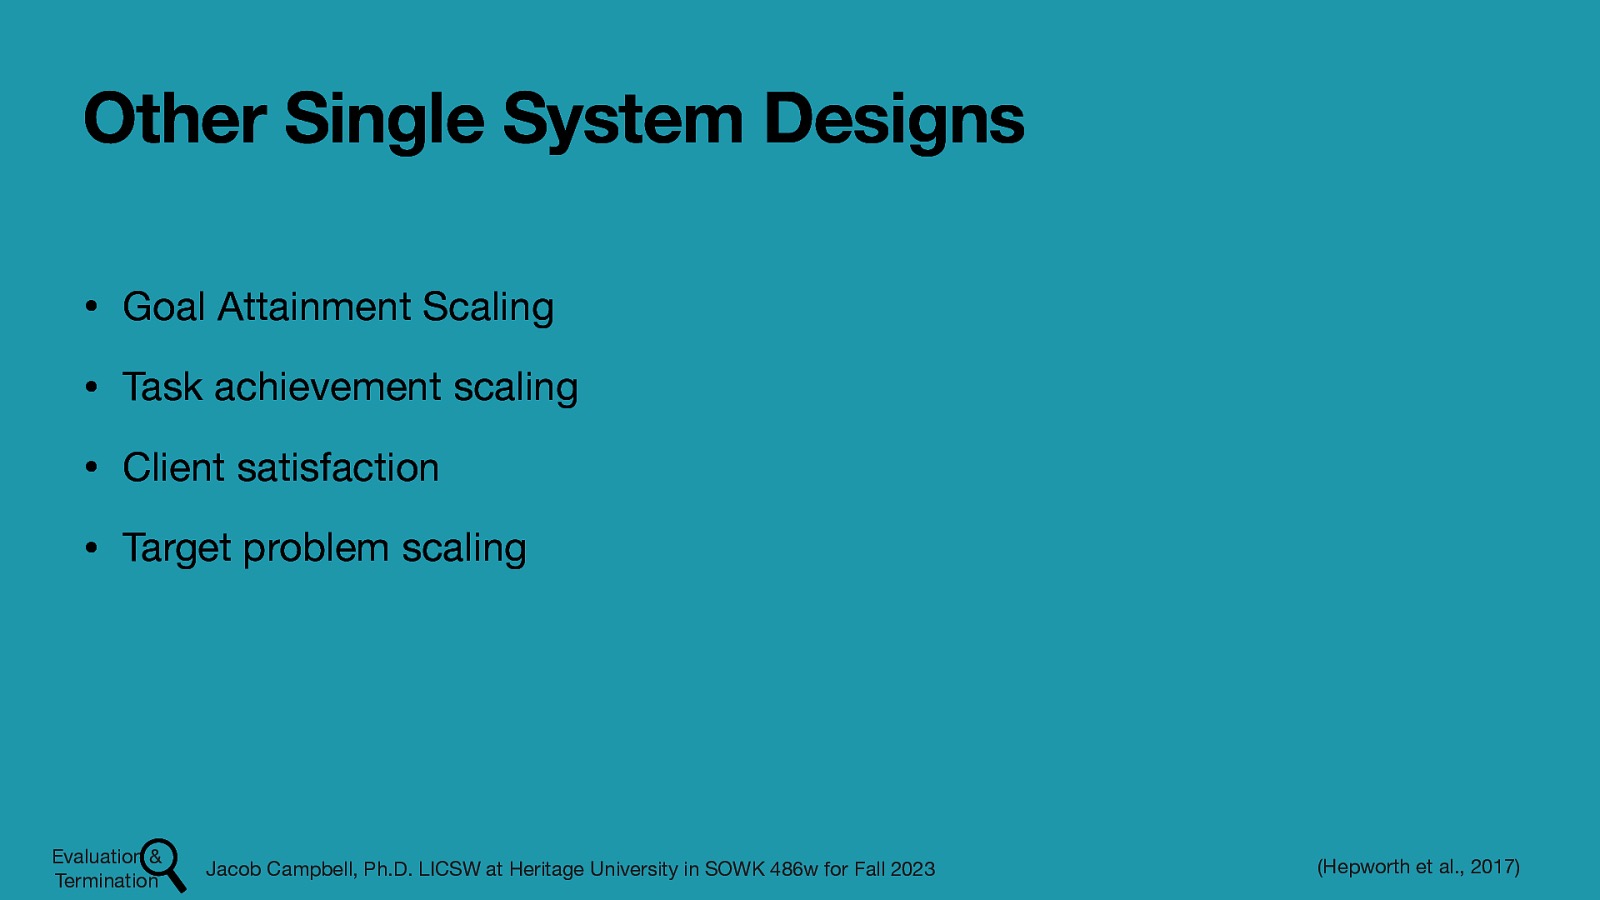 Other Single System Designs
• Goal Attainment Scaling
• Task achievement scaling
• Client satisfaction
• Target problem scaling
Evaluation &
Termination
Jacob Campbell, Ph.D. LICSW at Heritage University in SOWK 486w for Fall 2023
(Hepworth et al., 2017)